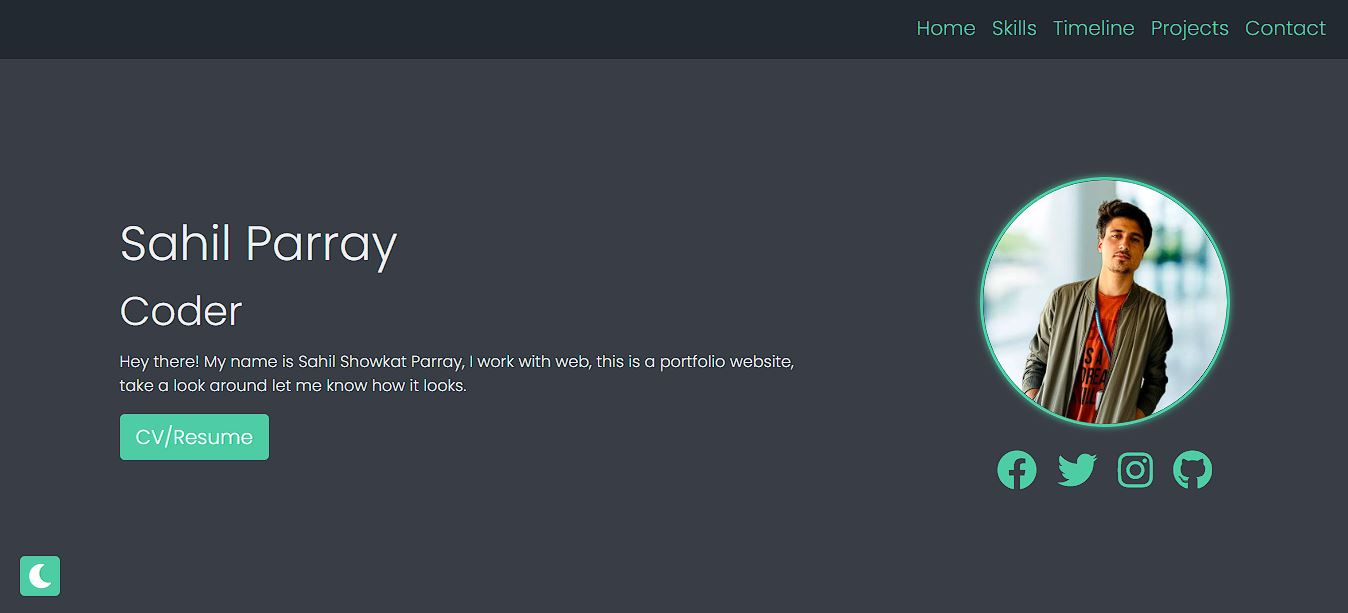 Home Skills Timeline Projects Contact
Sahil Parray
Coder
Hey there! My name is Sahil Showkat Parray, I work with web, this is a portfolio website,
take a look around let me know how it looks.
CV/Resume